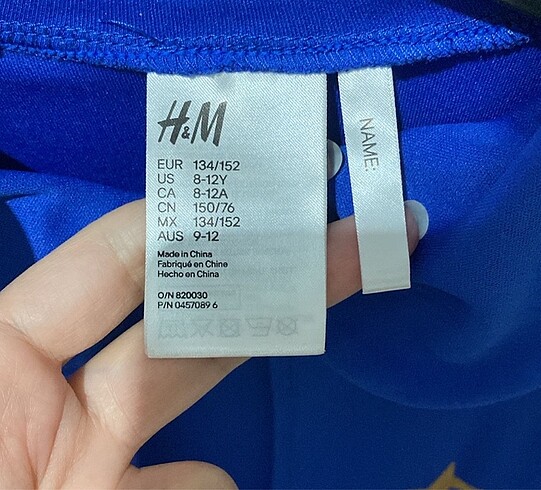 H&M
EUR 134/152
US 8-12Y
CA 8-12A
CN 150/76
MX 134/152
AUS 9-12
Made in China
Fabriqué en Chine
Hecho en China
O/N 820030
P/N 0457089 6
NAME: